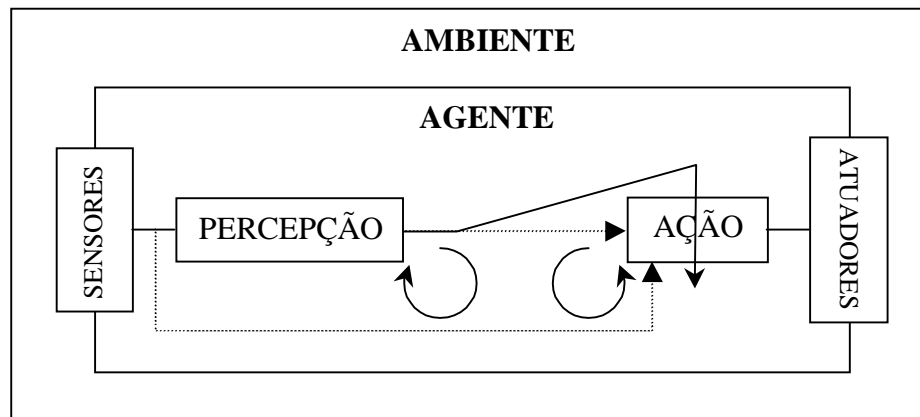 AMBIENTE
AGENTE
SENSORES
PERCEPÇÃO
AÇÃO
ATUADORES